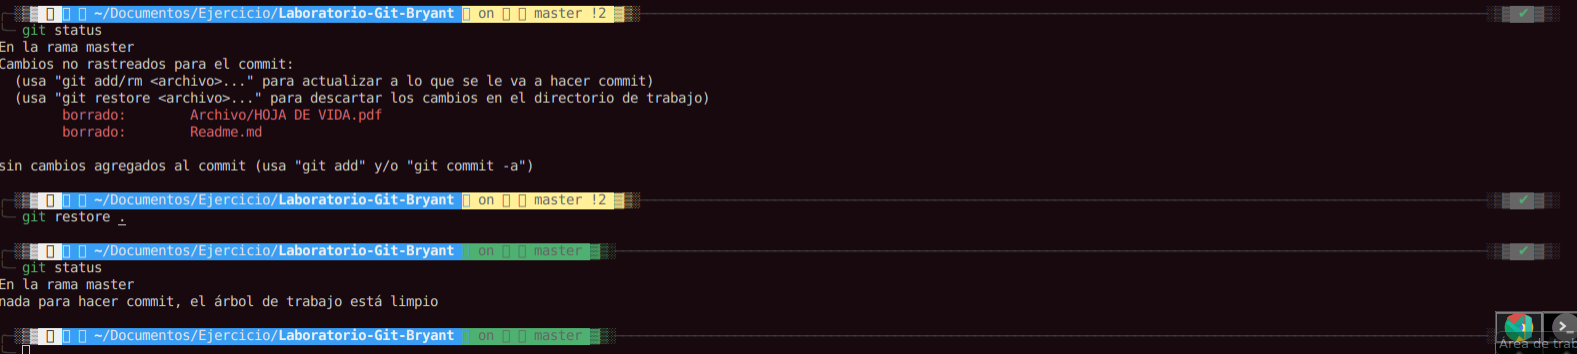 ~/Documentos/Ejercicio/Laboratorio-Git-Bryant on master !2 ✔
git status
En la rama master
Cambios no rastreados para el commit:
(usa "git add/rm <archivo>..." para actualizar a lo que se le va a hacer commit)
(usa "git restore <archivo>..." para descartar los cambios en el directorio de trabajo)
borrado: Archivo/HOJA DE VIDA.pdf
borrado: Readme.md
sin cambios agregados al commit (usa "git add" y/o "git commit -a")
~/Documentos/Ejercicio/Laboratorio-Git-Bryant on master !2 ✔
git restore .
~/Documentos/Ejercicio/Laboratorio-Git-Bryant on master ✔
git status
En la rama master
nada para hacer commit, el árbol de trabajo está limpio
~/Documentos/Ejercicio/Laboratorio-Git-Bryant on master
Área de trab